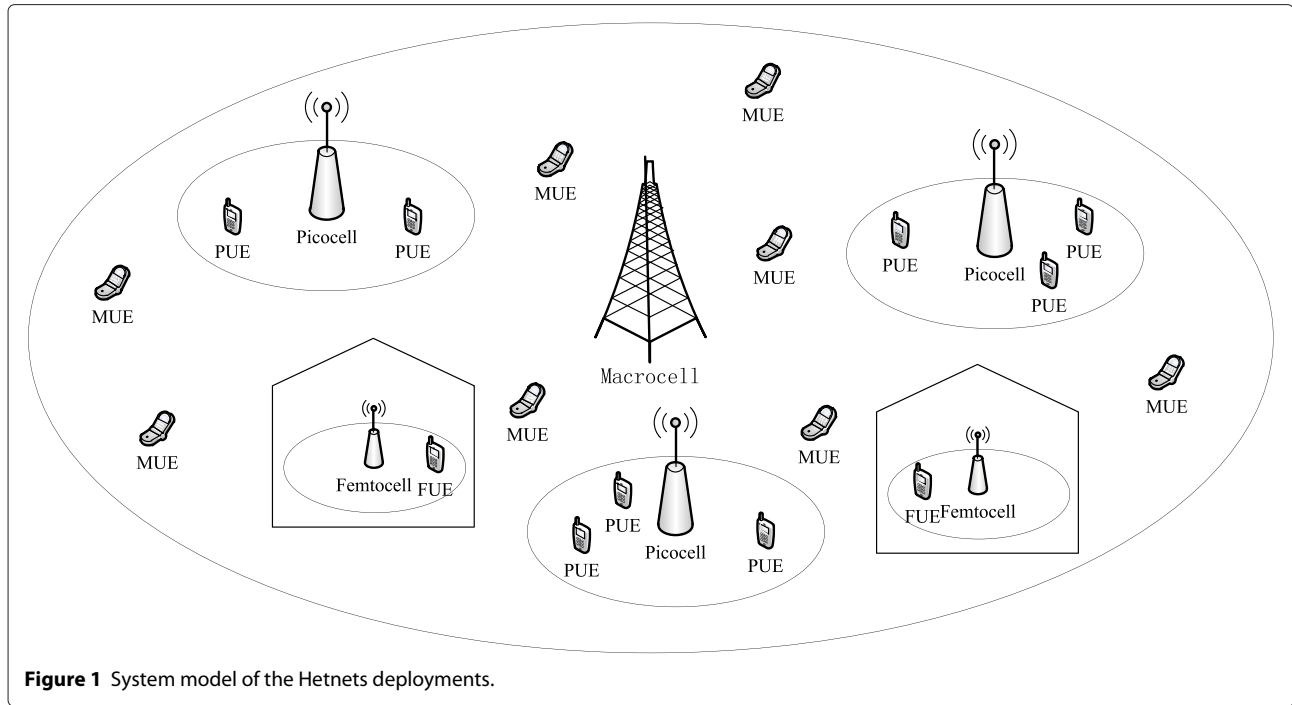 MUE
MUE
PUE
Picocell
PUE
MUE
PUE
Picocell
PUE
PUE
MUE
Macrocell
MUE
MUE
MUE
MUE
Femtocell FUE
PUE
PUE
Picocell
PUE
FUE Femtocell
Figure 1 System model of the Hetnets deployments.